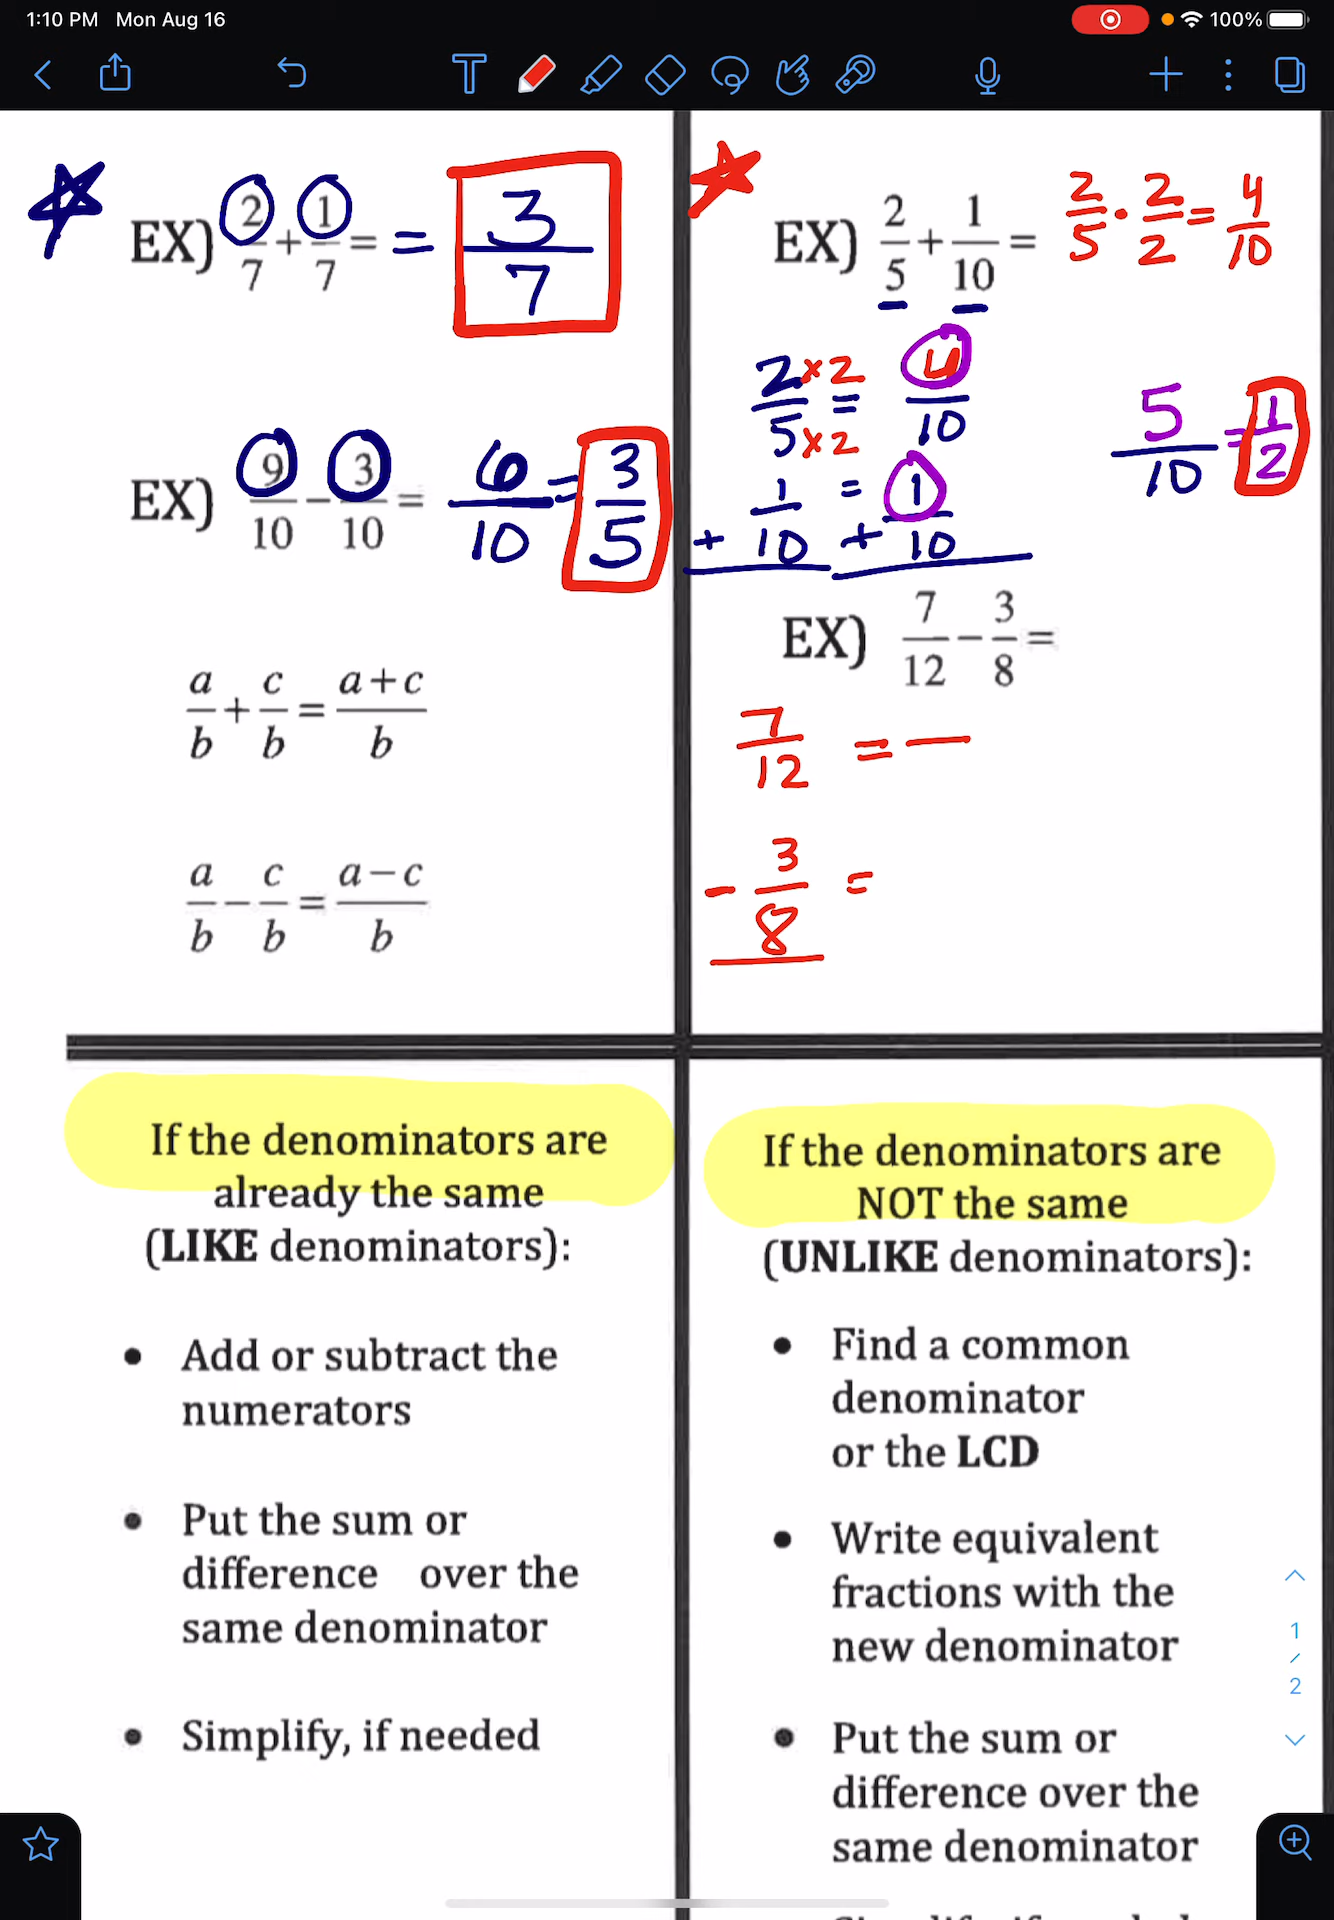 1:10 PM Mon Aug 16
100%
EX) 2/7 + 1/7 = = 3/7
EX) 9/10 − 3/10 = 6/10 = 3/5
a/b + c/b = a+c/b
a/b − c/b = a−c/b
EX) 2/5 + 1/10 = 2/5 · 2/2 = 4/10
2×2/5×2 = 4/10
1/10 = 1/10
+ +
5/10 = 1/2
EX) 7/12 − 3/8 =
7/12 = —
- 3/8 =
If the denominators are
already the same
(LIKE denominators):
• Add or subtract the
numerators
• Put the sum or
difference over the
same denominator
• Simplify, if needed
If the denominators are
NOT the same
(UNLIKE denominators):
• Find a common
denominator
or the LCD
• Write equivalent
fractions with the
new denominator
• Put the sum or
difference over the
same denominator
1
/
2